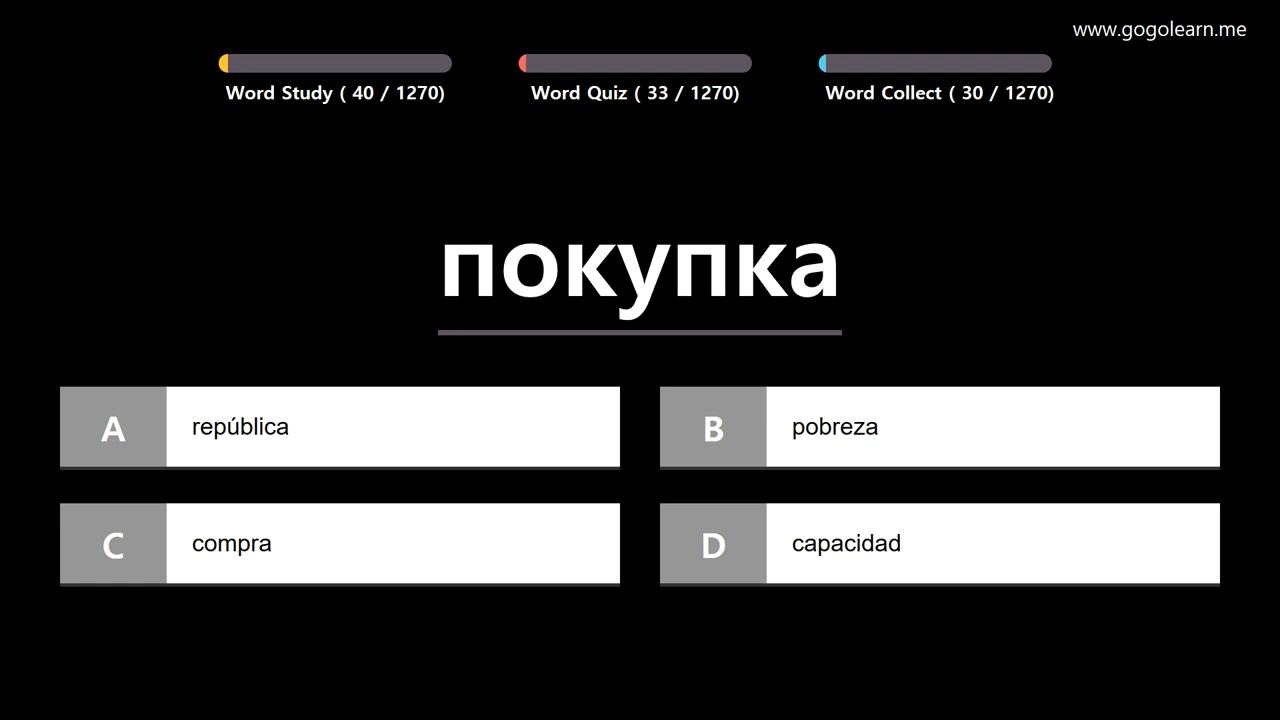 www.gogolearn.me
Word Study ( 40 / 1270)
Word Quiz ( 33 / 1270)
Word Collect ( 30 / 1270)
покупка
A república
B pobreza
C compra
D capacidad